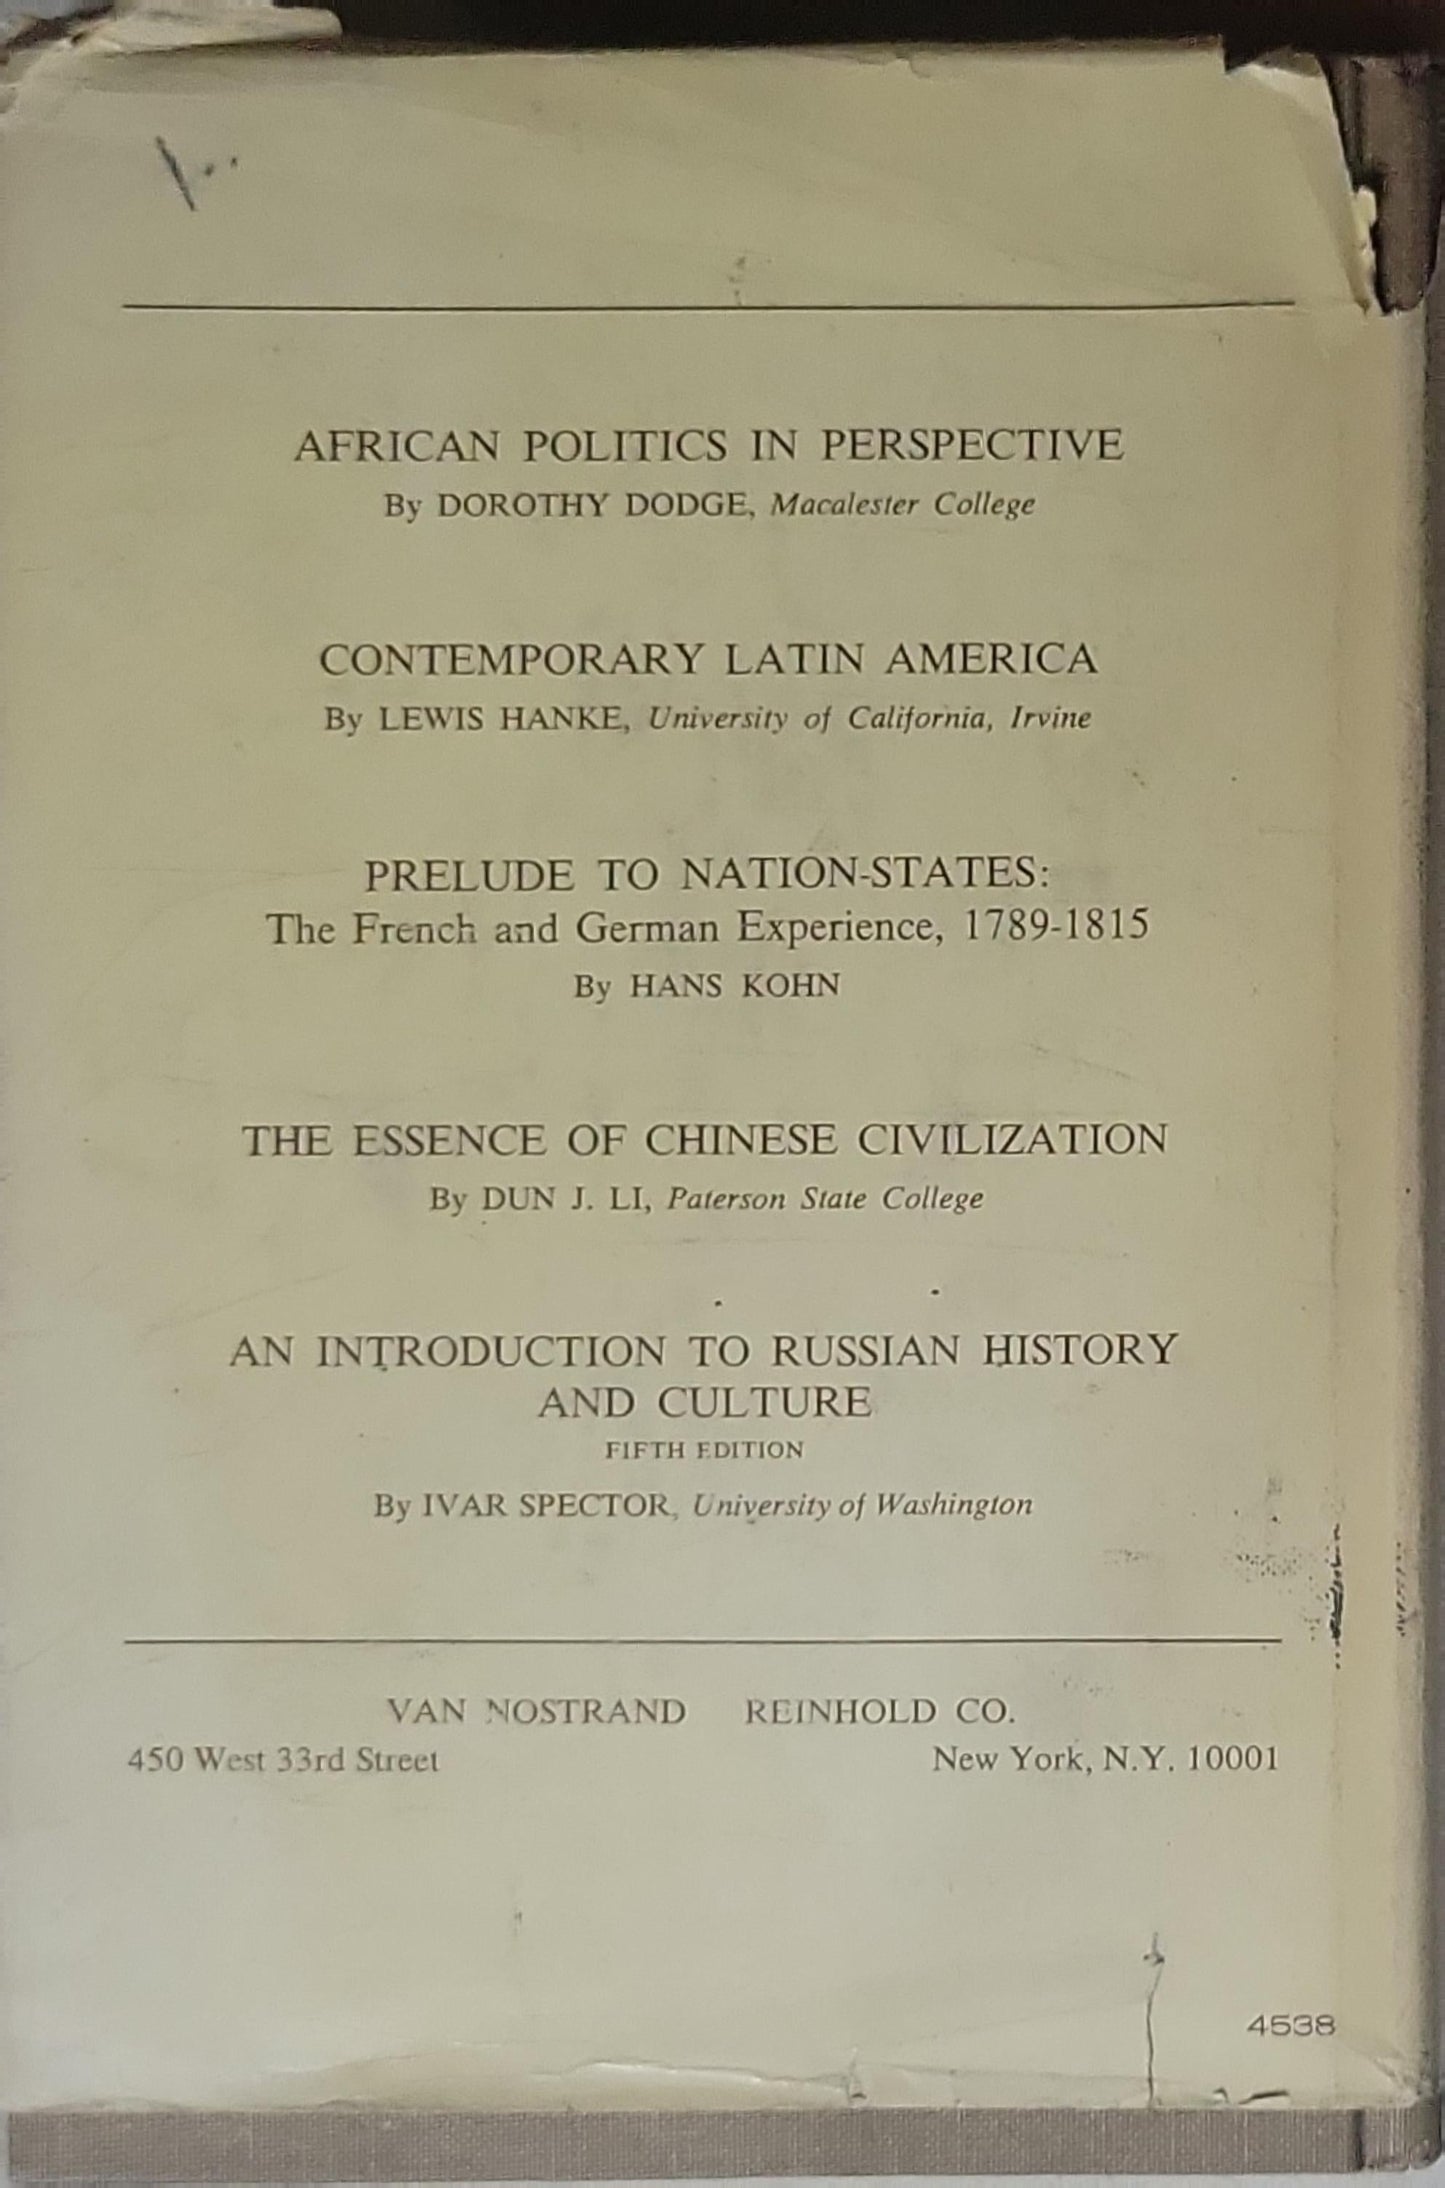 AFRICAN POLITICS IN PERSPECTIVE
By DOROTHY DODGE, Macalester College
CONTEMPORARY LATIN AMERICA
By LEWIS HANKE, University of California, Irvine
PRELUDE TO NATION-STATES:
The French and German Experience, 1789-1815
By HANS KOHN
THE ESSENCE OF CHINESE CIVILIZATION
By DUN J. LI, Paterson State College
AN INTRODUCTION TO RUSSIAN HISTORY
AND CULTURE
FIFTH EDITION
By IVAR SPECTOR, University of Washington
VAN NOSTRAND REINHOLD CO.
450 West 33rd Street New York, N.Y. 10001
4538